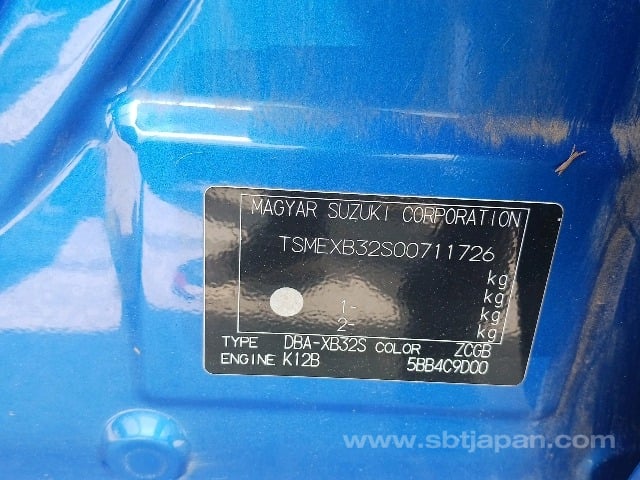 MAGYAR SUZUKI CORPORATION
TSMEXB32S00711726
kg
kg
1- kg
2- kg
TYPE DBA-XB32S COLOR ZCGB
ENGINE K12B 5BB4C9D00
www.sbtjapan.com